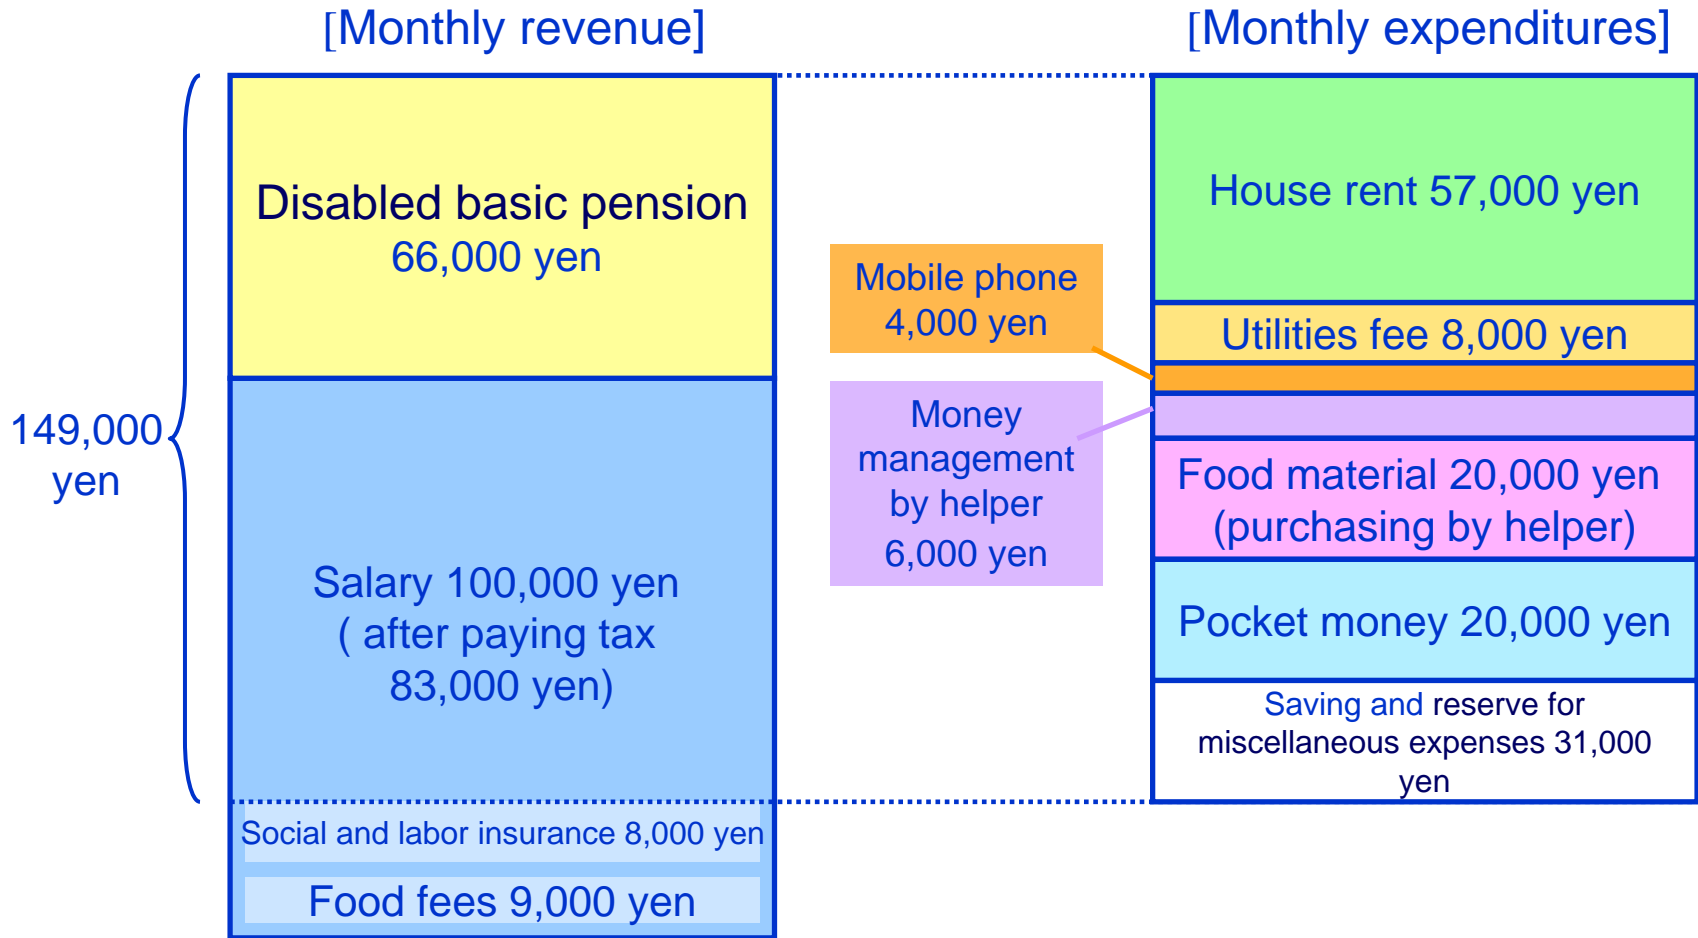 [Monthly revenue]
[Monthly expenditures]
149,000
yen
Disabled basic pension
66,000 yen
Salary 100,000 yen
( after paying tax
83,000 yen)
Social and labor insurance 8,000 yen
Food fees 9,000 yen
Mobile phone
4,000 yen
Money
management
by helper
6,000 yen
House rent 57,000 yen
Utilities fee 8,000 yen
Food material 20,000 yen
(purchasing by helper)
Pocket money 20,000 yen
Saving and reserve for
miscellaneous expenses 31,000
yen